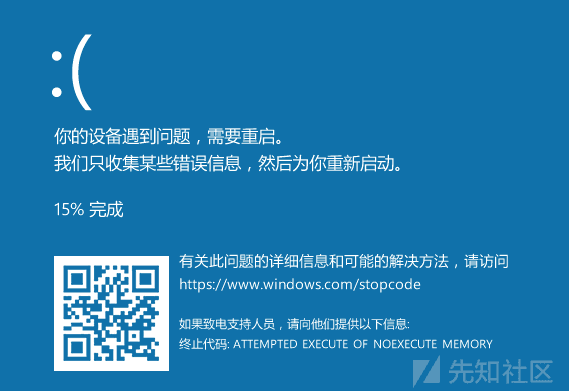 :(
你的设备遇到问题，需要重启。
我们只收集某些错误信息，然后为你重新启动。
15% 完成
有关此问题的详细信息和可能的解决方法，请访问
https://www.windows.com/stopcode
如果致电支持人员，请向他们提供以下信息:
终止代码: ATTEMPTED EXECUTE OF NOEXECUTE MEMORY
先知社区